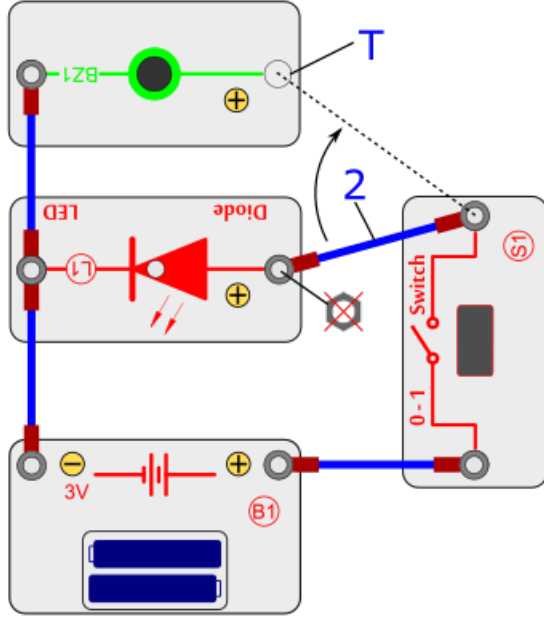 T
BZ1
+
2
LED
Diode
L1
+
S1
Switch
0 - 1
−
+
3V
B1